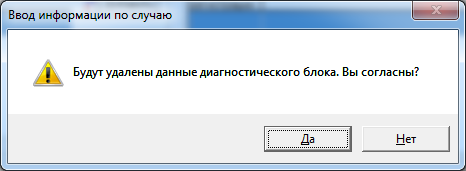 Ввод информации по случаю
Будут удалены данные диагностического блока. Вы согласны?
Да
Нет